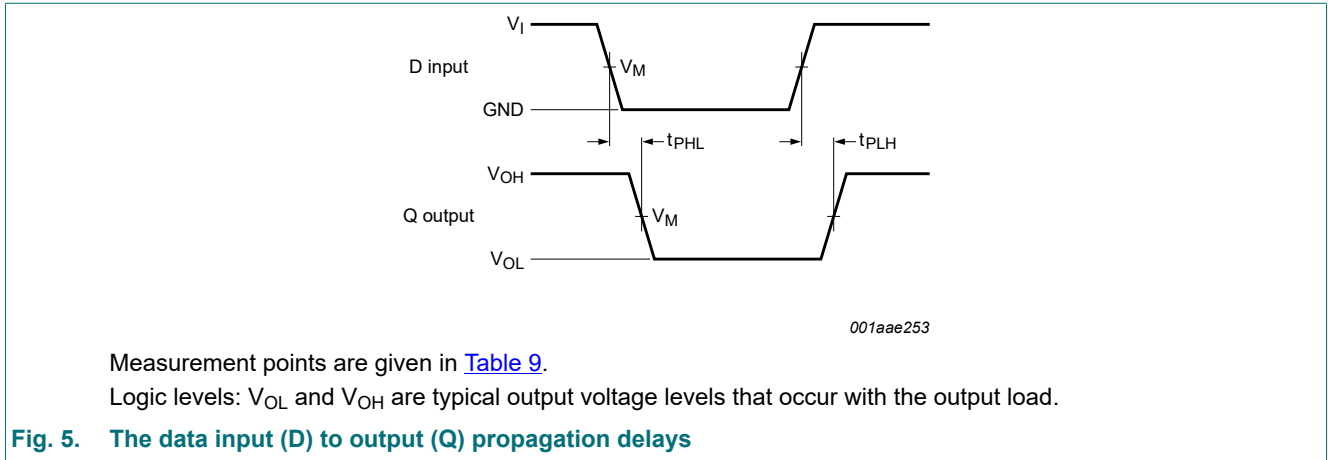 VI
D input
VM
GND
tPHL
tPLH
VOH
Q output
VM
VOL
001aae253
Measurement points are given in Table 9.
Logic levels: VOL and VOH are typical output voltage levels that occur with the output load.
Fig. 5. The data input (D) to output (Q) propagation delays